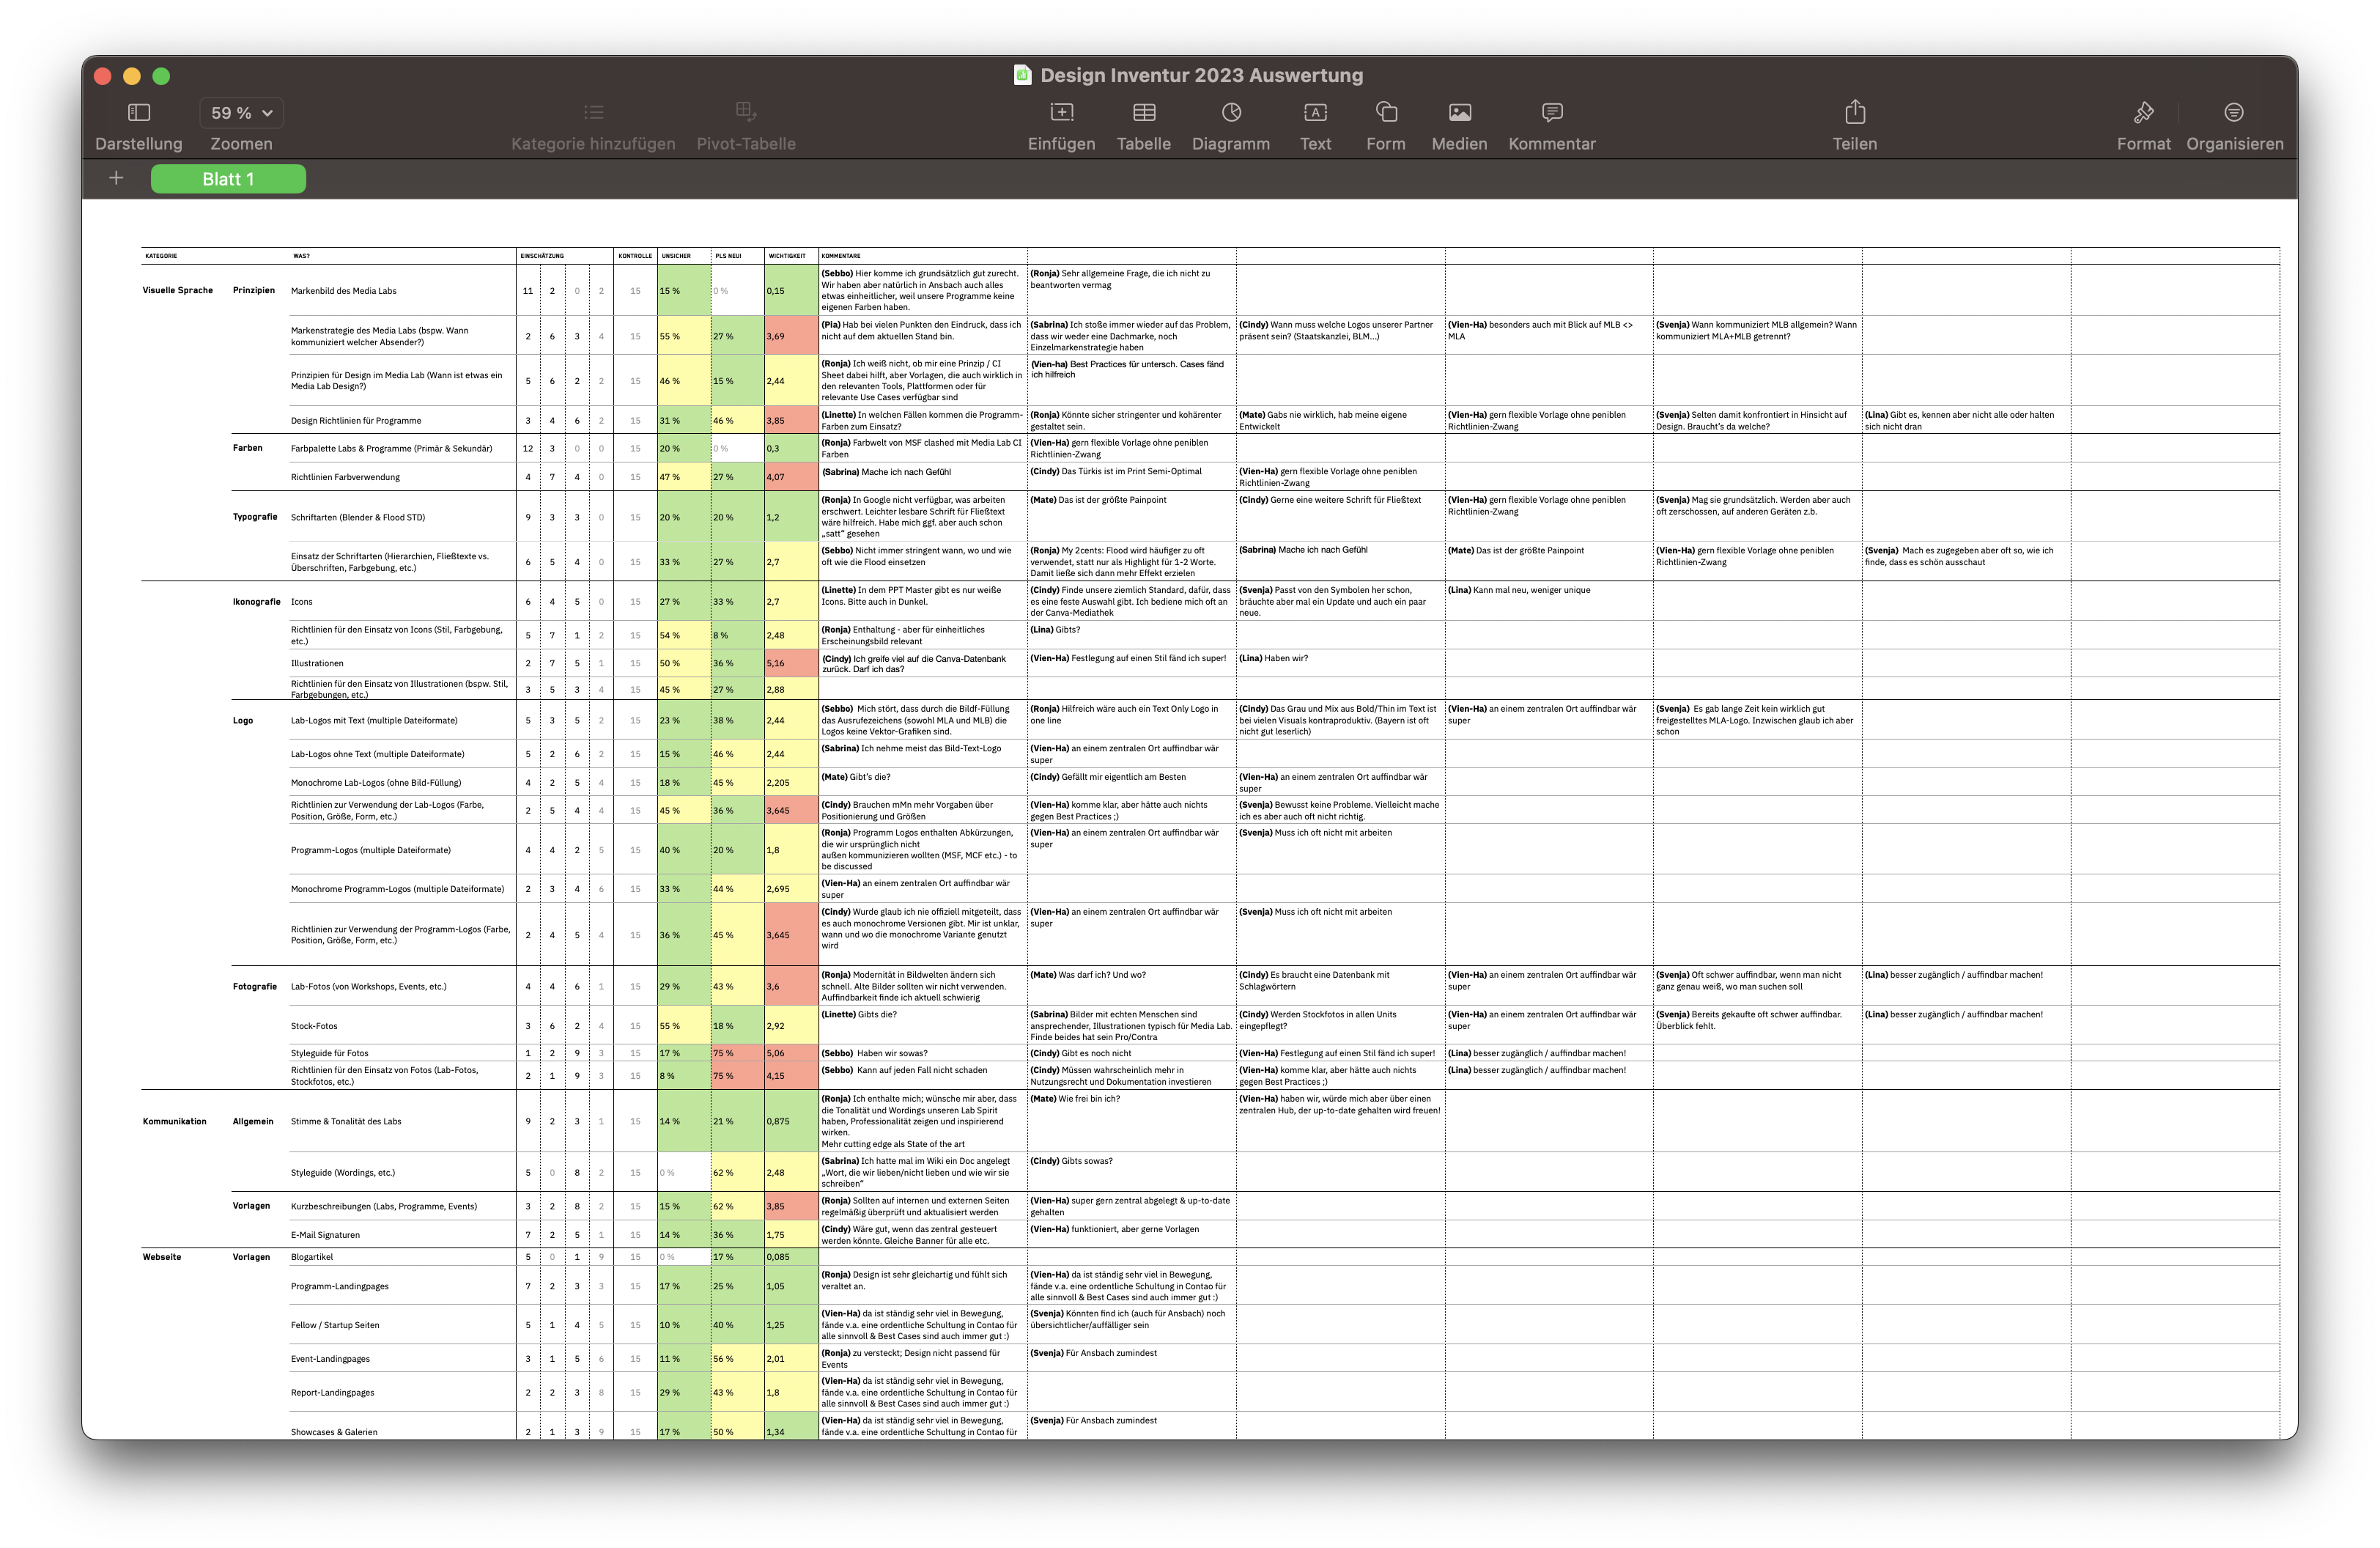 Design Inventur 2023 Auswertung
59 %
Darstellung Zoomen Kategorie hinzufügen Pivot-Tabelle Einfügen Tabelle Diagramm Text Form Medien Kommentar Teilen Format Organisieren
+ Blatt 1
KATEGORIE WAS? EINSCHÄTZUNG KONTROLLE UNSICHER PLS NEU! WICHTIGKEIT KOMMENTARE
Visuelle Sprache Prinzipien Markenbild des Media Labs 11 2 0 2 15 15 % 0 % 0,15
(Sebbo) Hier komme ich grundsätzlich gut zurecht.
Wir haben aber natürlich in Ansbach auch alles
etwas einheitlicher, weil unsere Programme keine
eigenen Farben haben.
(Ronja) Sehr allgemeine Frage, die ich nicht zu
beantworten vermag
Markenstrategie des Media Labs (bspw. Wann
kommuniziert welcher Absender?) 2 6 3 4 15 55 % 27 % 3,69
(Pia) Hab bei vielen Punkten den Eindruck, dass ich
nicht auf dem aktuellen Stand bin.
(Sabrina) Ich stoße immer wieder auf das Problem,
dass wir weder eine Dachmarke, noch
Einzelmarkenstrategie haben
(Cindy) Wann muss welche Logos unserer Partner
präsent sein? (Staatskanzlei, BLM...)
(Vien-Ha) besonders auch mit Blick auf MLB <>
MLA
(Svenja) Wann kommuniziert MLB allgemein? Wann
kommuniziert MLA+MLB getrennt?
Prinzipien für Design im Media Lab (Wann ist etwas ein
Media Lab Design?) 5 6 2 2 15 46 % 15 % 2,44
(Ronja) Ich weiß nicht, ob mir eine Prinzip / CI
Sheet dabei hilft, aber Vorlagen, die auch wirklich in
den relevanten Tools, Plattformen oder für
relevante Use Cases verfügbar sind
(Vien-ha) Best Practices für untersch. Cases fänd
ich hilfreich
Design Richtlinien für Programme 3 4 6 2 15 31 % 46 % 3,85
(Linette) In welchen Fällen kommen die Programm-
Farben zum Einsatz?
(Ronja) Könnte sicher stringenter und kohärenter
gestaltet sein.
(Mate) Gabs nie wirklich, hab meine eigene
Entwickelt
(Vien-Ha) gern flexible Vorlage ohne peniblen
Richtlinien-Zwang
(Svenja) Selten damit konfrontiert in Hinsicht auf
Design. Braucht's da welche?
(Lina) Gibt es, kennen aber nicht alle oder halten
sich nicht dran
Farben Farbpalette Labs & Programme (Primär & Sekundär) 12 3 0 0 15 20 % 0 % 0,3
(Ronja) Farbwelt von MSF clashed mit Media Lab CI
Farben
(Vien-Ha) gern flexible Vorlage ohne peniblen
Richtlinien-Zwang
Richtlinien Farbverwendung 4 7 4 0 15 47 % 27 % 4,07
(Sabrina) Mache ich nach Gefühl
(Cindy) Das Türkis ist im Print Semi-Optimal
(Vien-Ha) gern flexible Vorlage ohne peniblen
Richtlinien-Zwang
Typografie Schriftarten (Blender & Flood STD) 9 3 3 0 15 20 % 20 % 1,2
(Ronja) In Google nicht verfügbar, was arbeiten
erschwert. Leichter lesbare Schrift für Fließtext
wäre hilfreich. Habe mich ggf. aber auch schon
„satt" gesehen
(Mate) Das ist der größte Painpoint
(Cindy) Gerne eine weitere Schrift für Fließtext
(Vien-Ha) gern flexible Vorlage ohne peniblen
Richtlinien-Zwang
(Svenja) Mag sie grundsätzlich. Werden aber auch
oft zerschossen, auf anderen Geräten z.b.
Einsatz der Schriftarten (Hierarchien, Fließtexte vs.
Überschriften, Farbgebung, etc.) 6 5 4 0 15 33 % 27 % 2,7
(Sebbo) Nicht immer stringent wann, wo und wie
oft wie die Flood einsetzen
(Ronja) My 2cents: Flood wird häufiger zu oft
verwendet, statt nur als Highlight für 1-2 Worte.
Damit ließe sich dann mehr Effekt erzielen
(Sabrina) Mache ich nach Gefühl
(Mate) Das ist der größte Painpoint
(Vien-Ha) gern flexible Vorlage ohne peniblen
Richtlinien-Zwang
(Svenja) Mach es zugegeben aber oft so, wie ich
finde, dass es schön ausschaut
Ikonografie Icons 6 4 5 0 15 27 % 33 % 2,7
(Linette) In dem PPT Master gibt es nur weiße
Icons. Bitte auch in Dunkel.
(Cindy) Finde unsere ziemlich Standard, dafür, dass
es eine feste Auswahl gibt. Ich bediene mich oft an
der Canva-Mediathek
(Svenja) Passt von den Symbolen her schon,
bräuchte aber mal ein Update und auch ein paar
neue.
(Lina) Kann mal neu, weniger unique
Richtlinien für den Einsatz von Icons (Stil, Farbgebung,
etc.) 5 7 1 2 15 54 % 8 % 2,48
(Ronja) Enthaltung - aber für einheitliches
Erscheinungsbild relevant
(Lina) Gibts?
Illustrationen 2 7 5 1 15 50 % 36 % 5,16
(Cindy) Ich greife viel auf die Canva-Datenbank
zurück. Darf ich das?
(Vien-Ha) Festlegung auf einen Stil fänd ich super!
(Lina) Haben wir?
Richtlinien für den Einsatz von Illustrationen (bspw. Stil,
Farbgebungen, etc.) 3 5 3 4 15 45 % 27 % 2,88
Logo Lab-Logos mit Text (multiple Dateiformate) 5 3 5 2 15 23 % 38 % 2,44
(Sebbo) Mich stört, dass durch die Bildf-Füllung
das Ausrufezeichens (sowohl MLA und MLB) die
Logos keine Vektor-Grafiken sind.
(Ronja) Hilfreich wäre auch ein Text Only Logo in
one line
(Cindy) Das Grau und Mix aus Bold/Thin im Text ist
bei vielen Visuals kontraproduktiv. (Bayern ist oft
nicht gut leserlich)
(Vien-Ha) an einem zentralen Ort auffindbar wär
super
(Svenja) Es gab lange Zeit kein wirklich gut
freigestelltes MLA-Logo. Inzwischen glaub ich aber
schon
Lab-Logos ohne Text (multiple Dateiformate) 5 2 6 2 15 15 % 46 % 2,44
(Sabrina) Ich nehme meist das Bild-Text-Logo
(Vien-Ha) an einem zentralen Ort auffindbar wär
super
Monochrome Lab-Logos (ohne Bild-Füllung) 4 2 5 4 15 18 % 45 % 2,205
(Mate) Gibt's die?
(Cindy) Gefällt mir eigentlich am Besten
(Vien-Ha) an einem zentralen Ort auffindbar wär
super
Richtlinien zur Verwendung der Lab-Logos (Farbe,
Position, Größe, Form, etc.) 2 5 4 4 15 45 % 36 % 3,645
(Cindy) Brauchen mMn mehr Vorgaben über
Positionierung und Größen
(Vien-Ha) komme klar, aber hätte auch nichts
gegen Best Practices ;)
(Svenja) Bewusst keine Probleme. Vielleicht mache
ich es aber auch oft nicht richtig.
Programm-Logos (multiple Dateiformate) 4 4 2 5 15 40 % 20 % 1,8
(Ronja) Programm Logos enthalten Abkürzungen,
die wir ursprünglich nicht
außen kommunizieren wollten (MSF, MCF etc.) - to
be discussed
(Vien-Ha) an einem zentralen Ort auffindbar wär
super
(Svenja) Muss ich oft nicht mit arbeiten
Monochrome Programm-Logos (multiple Dateiformate) 2 3 4 6 15 33 % 44 % 2,695
(Vien-Ha) an einem zentralen Ort auffindbar wär
super
Richtlinien zur Verwendung der Programm-Logos (Farbe,
Position, Größe, Form, etc.) 2 4 5 4 15 36 % 45 % 3,645
(Cindy) Wurde glaub ich nie offiziell mitgeteilt, dass
es auch monochrome Versionen gibt. Mir ist unklar,
wann und wo die monochrome Variante genutzt
wird
(Vien-Ha) an einem zentralen Ort auffindbar wär
super
(Svenja) Muss ich oft nicht mit arbeiten
Fotografie Lab-Fotos (von Workshops, Events, etc.) 4 4 6 1 15 29 % 43 % 3,6
(Ronja) Modernität in Bildwelten ändern sich
schnell. Alte Bilder sollten wir nicht verwenden.
Auffindbarkeit finde ich aktuell schwierig
(Mate) Was darf ich? Und wo?
(Cindy) Es braucht eine Datenbank mit
Schlagwörtern
(Vien-Ha) an einem zentralen Ort auffindbar wär
super
(Svenja) Oft schwer auffindbar, wenn man nicht
ganz genau weiß, wo man suchen soll
(Lina) besser zugänglich / auffindbar machen!
Stock-Fotos 3 6 2 4 15 55 % 18 % 2,92
(Linette) Gibts die?
(Sabrina) Bilder mit echten Menschen sind
ansprechender, Illustrationen typisch für Media Lab.
Finde beides hat sein Pro/Contra
(Cindy) Werden Stockfotos in allen Units
eingepflegt?
(Vien-Ha) an einem zentralen Ort auffindbar wär
super
(Svenja) Bereits gekaufte oft schwer auffindbar.
Überblick fehlt.
(Lina) besser zugänglich / auffindbar machen!
Styleguide für Fotos 1 2 9 3 15 17 % 75 % 5,06
(Sebbo) Haben wir sowas?
(Cindy) Gibt es noch nicht
(Vien-Ha) Festlegung auf einen Stil fänd ich super!
(Lina) besser zugänglich / auffindbar machen!
Richtlinien für den Einsatz von Fotos (Lab-Fotos,
Stockfotos, etc.) 2 1 9 3 15 8 % 75 % 4,15
(Sebbo) Kann auf jeden Fall nicht schaden
(Cindy) Müssen wahrscheinlich mehr in
Nutzungsrecht und Dokumentation investieren
(Vien-Ha) komme klar, aber hätte auch nichts
gegen Best Practices ;)
(Lina) besser zugänglich / auffindbar machen!
Kommunikation Allgemein Stimme & Tonalität des Labs 9 2 3 1 15 14 % 21 % 0,875
(Ronja) Ich enthalte mich; wünsche mir aber, dass
die Tonalität und Wordings unseren Lab Spirit
haben, Professionalität zeigen und inspirierend
wirken.
Mehr cutting edge als State of the art
(Mate) Wie frei bin ich?
(Vien-Ha) haben wir, würde mich aber über einen
zentralen Hub, der up-to-date gehalten wird freuen!
Styleguide (Wordings, etc.) 5 0 8 2 15 0 % 62 % 2,48
(Sabrina) Ich hatte mal im Wiki ein Doc angelegt
„Wort, die wir lieben/nicht lieben und wie wir sie
schreiben"
(Cindy) Gibts sowas?
Vorlagen Kurzbeschreibungen (Labs, Programme, Events) 3 2 8 2 15 15 % 62 % 3,85
(Ronja) Sollten auf internen und externen Seiten
regelmäßig überprüft und aktualisiert werden
(Vien-Ha) super gern zentral abgelegt & up-to-date
gehalten
E-Mail Signaturen 7 2 5 1 15 14 % 36 % 1,75
(Cindy) Wäre gut, wenn das zentral gesteuert
werden könnte. Gleiche Banner für alle etc.
(Vien-Ha) funktioniert, aber gerne Vorlagen
Webseite Vorlagen Blogartikel 5 0 1 9 15 0 % 17 % 0,085
Programm-Landingpages 7 2 3 3 15 17 % 25 % 1,05
(Ronja) Design ist sehr gleichartig und fühlt sich
veraltet an.
(Vien-Ha) da ist ständig sehr viel in Bewegung,
fände v.a. eine ordentliche Schultung in Contao für
alle sinnvoll & Best Cases sind auch immer gut :)
Fellow / Startup Seiten 5 1 4 5 15 10 % 40 % 1,25
(Vien-Ha) da ist ständig sehr viel in Bewegung,
fände v.a. eine ordentliche Schultung in Contao für
alle sinnvoll & Best Cases sind auch immer gut :)
(Svenja) Könnten find ich (auch für Ansbach) noch
übersichtlicher/auffälliger sein
Event-Landingpages 3 1 5 6 15 11 % 56 % 2,01
(Ronja) zu versteckt; Design nicht passend für
Events
(Svenja) Für Ansbach zumindest
Report-Landingpages 2 2 3 8 15 29 % 43 % 1,8
(Vien-Ha) da ist ständig sehr viel in Bewegung,
fände v.a. eine ordentliche Schultung in Contao für
alle sinnvoll & Best Cases sind auch immer gut :)
Showcases & Galerien 2 1 3 9 15 17 % 50 % 1,34
(Vien-Ha) da ist ständig sehr viel in Bewegung,
fände v.a. eine ordentliche Schultung in Contao für
(Svenja) Für Ansbach zumindest